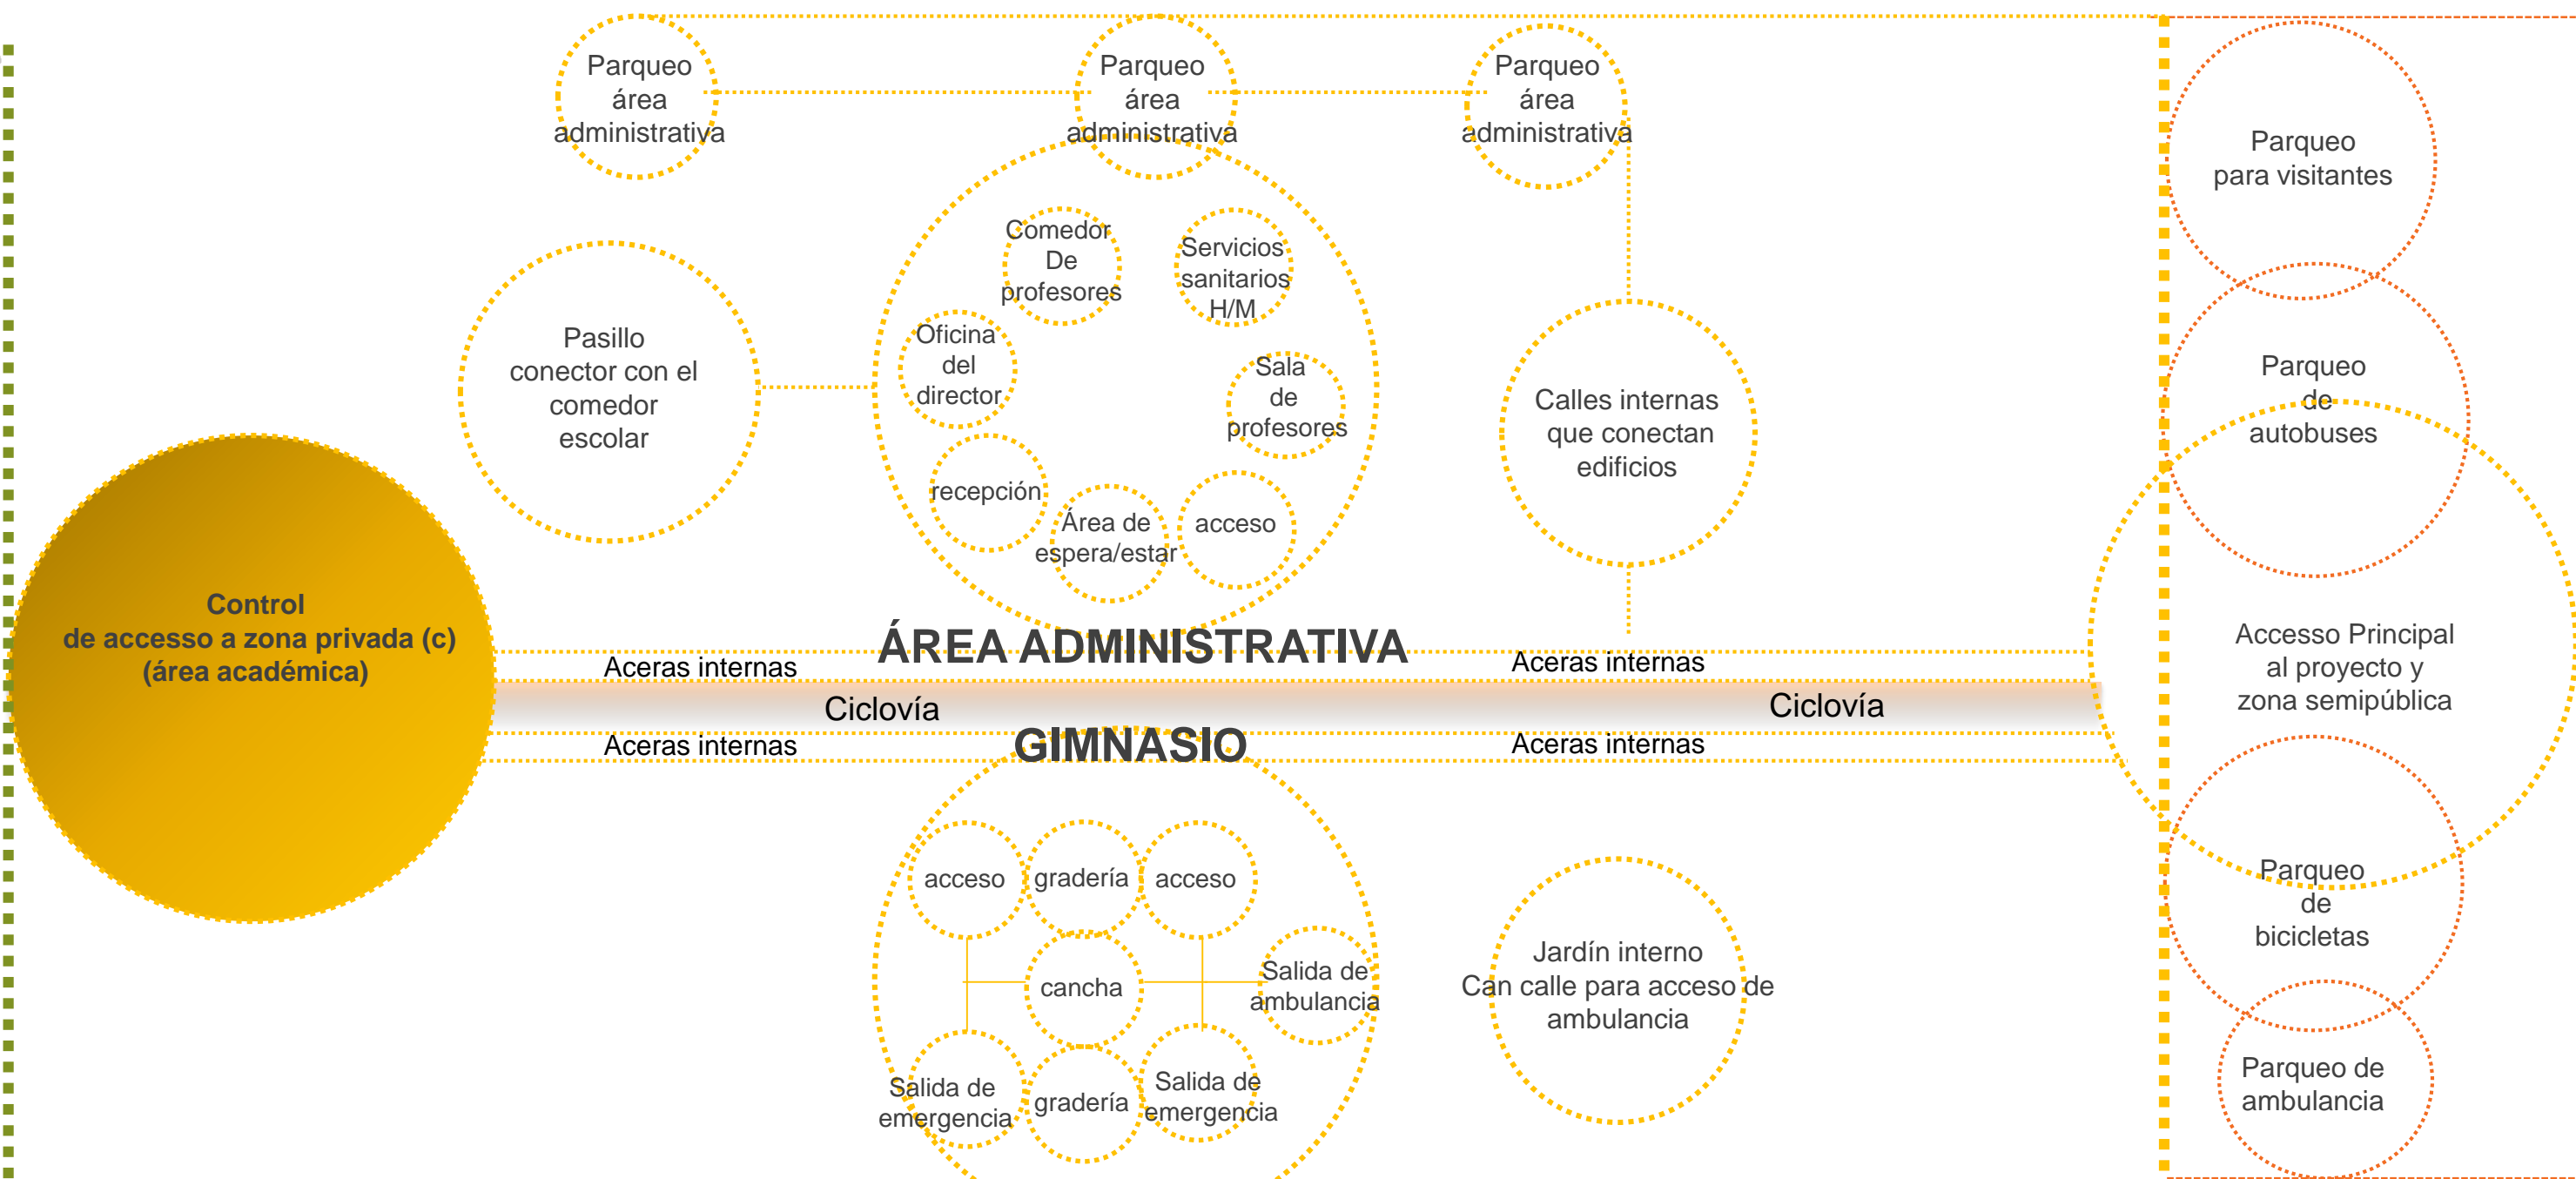 Parqueo
área
administrativa
Parqueo
área
administrativa
Parqueo
área
administrativa
Parqueo
para visitantes
Comedor
De
profesores
Servicios
sanitarios
H/M
Oficina
del
director
Sala
de
profesores
recepción
Área de
espera/estar
acceso
Pasillo
conector con el
comedor
escolar
Calles internas
que conectan
edificios
Parqueo
de
autobuses
Control
de accesso a zona privada (c)
(área académica)
ÁREA ADMINISTRATIVA
Aceras internas
Aceras internas
Ciclovía
Ciclovía
Aceras internas
Aceras internas
GIMNASIO
Accesso Principal
al proyecto y
zona semipública
acceso
gradería
acceso
cancha
Salida de
ambulancia
Salida de
emergencia
gradería
Salida de
emergencia
Jardín interno
Can calle para acceso de
ambulancia
Parqueo
de
bicicletas
Parqueo de
ambulancia